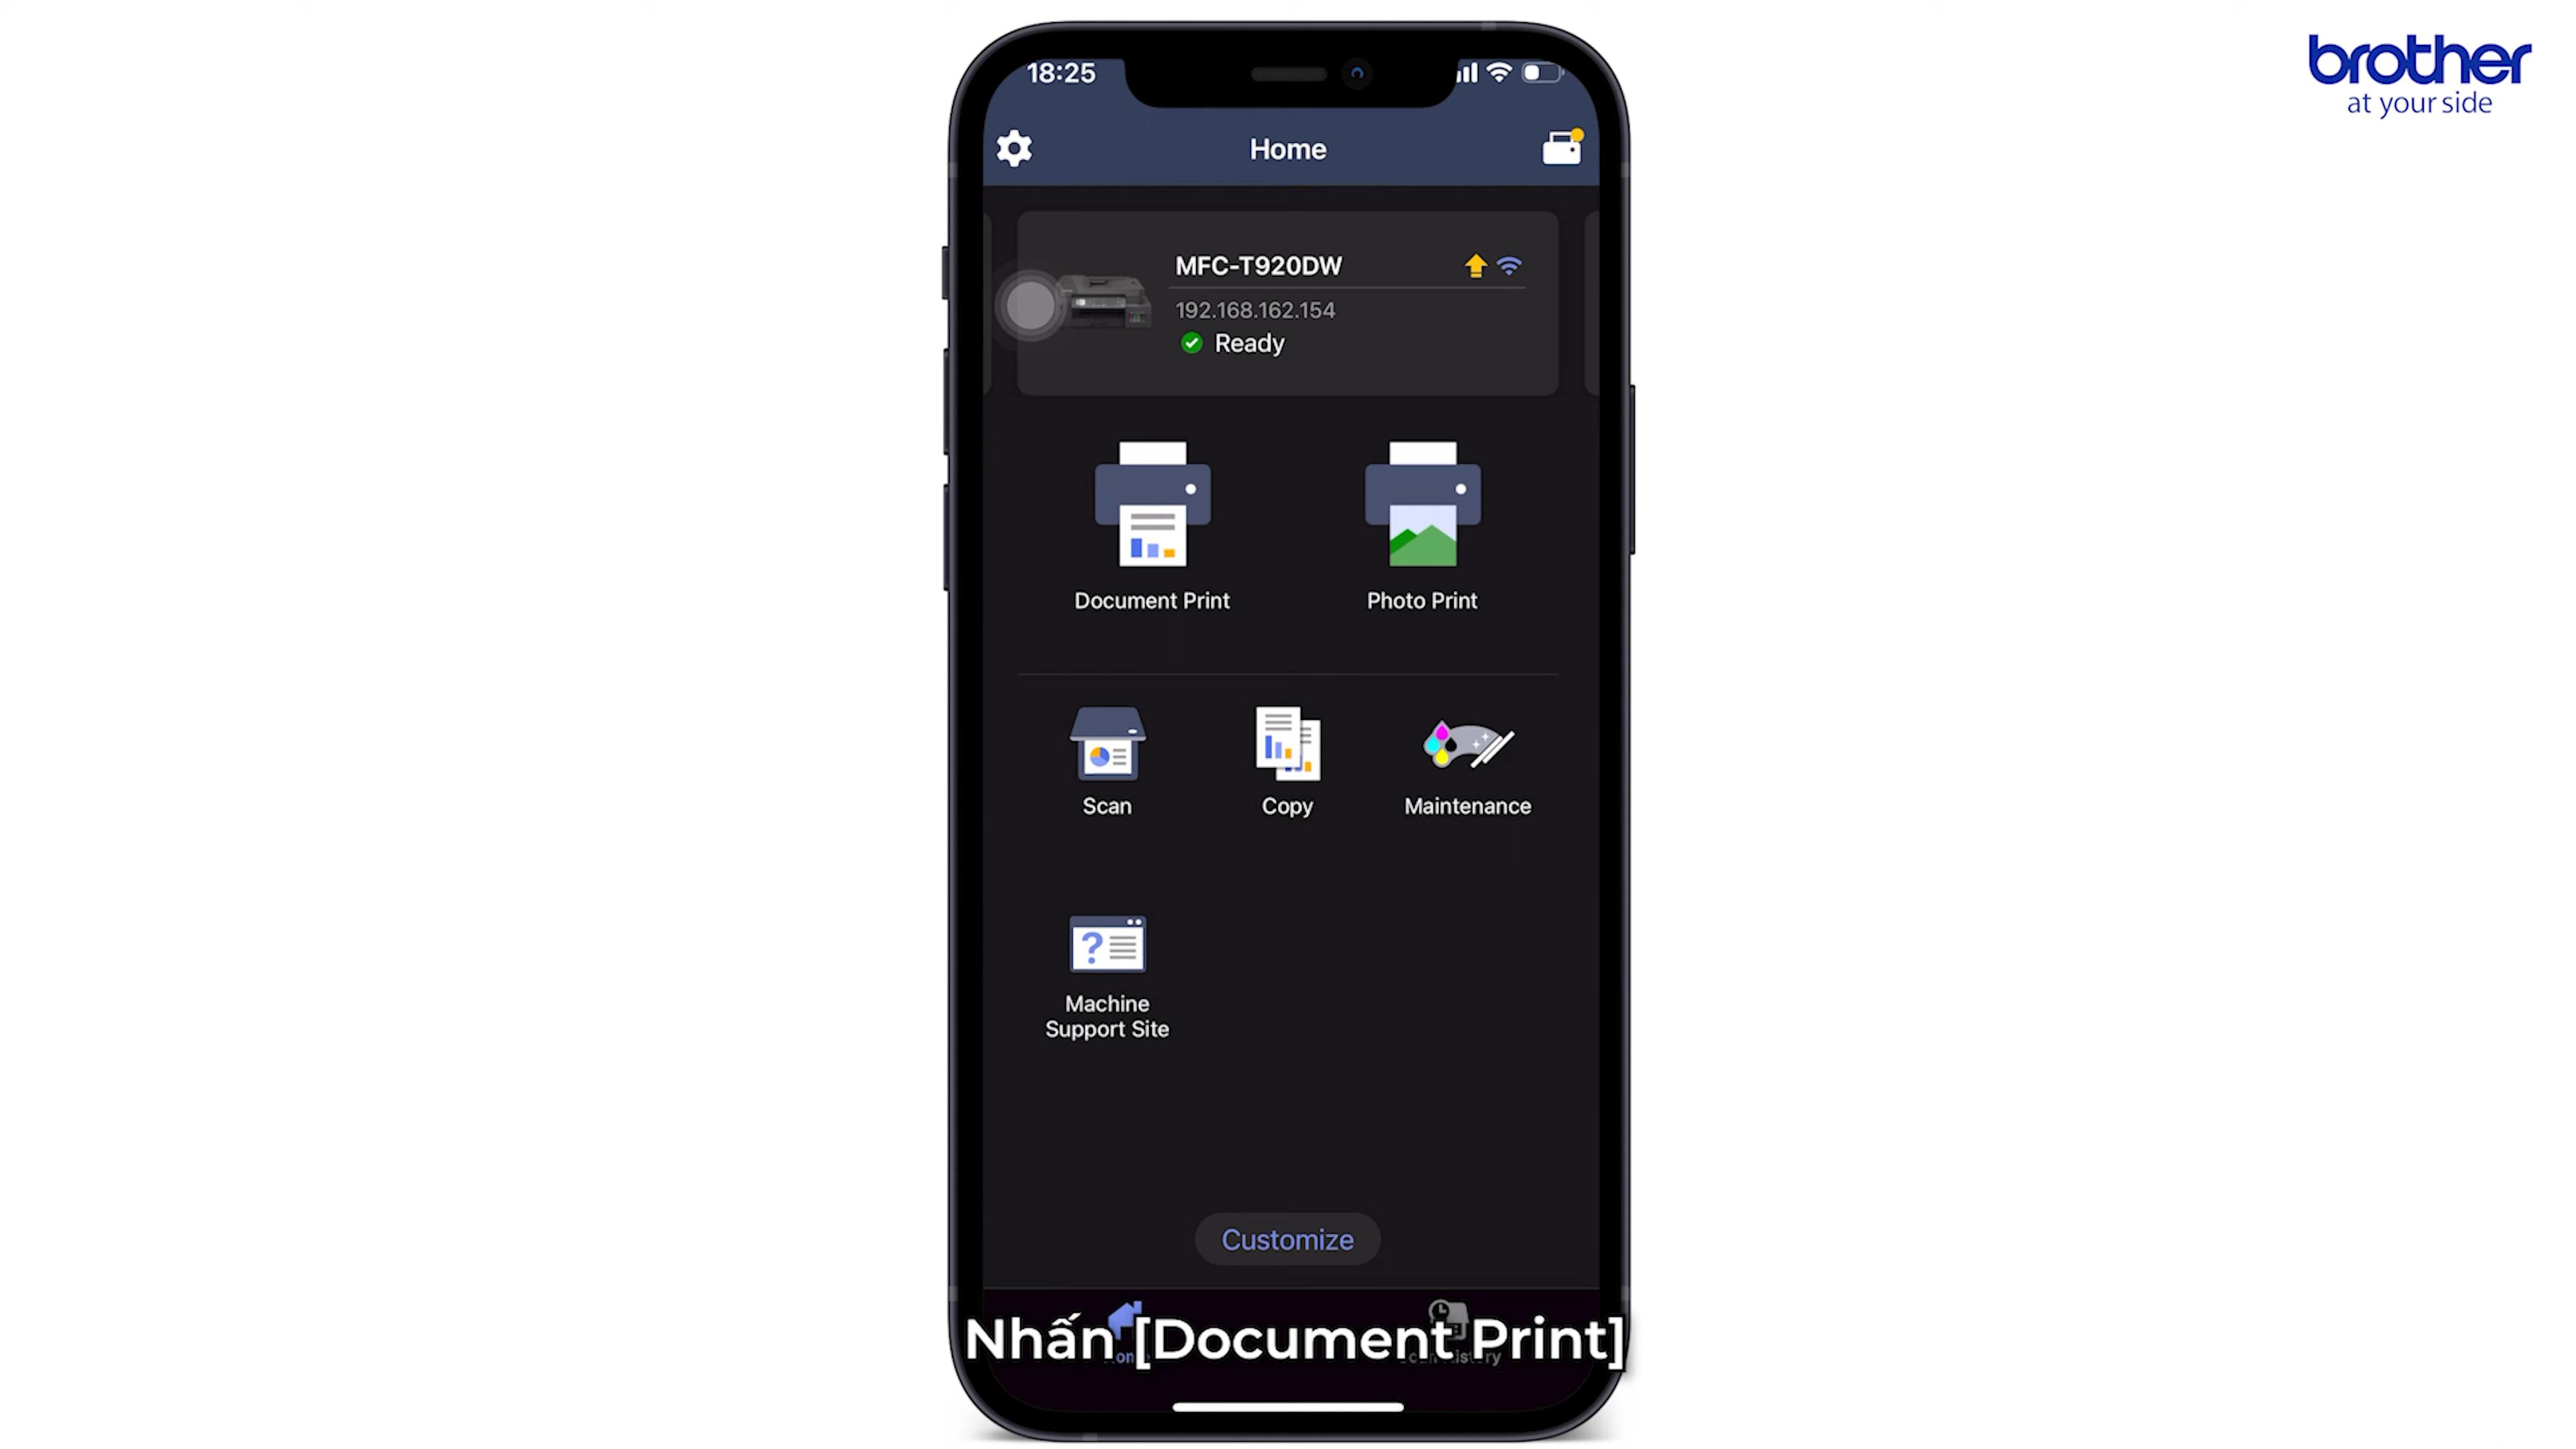 brother
at your side
18:25
Home
MFC-T920DW
192.168.162.154
Ready
Document Print
Photo Print
Scan
Copy
Maintenance
Machine
Support Site
Customize
Nhấn [Document Print]